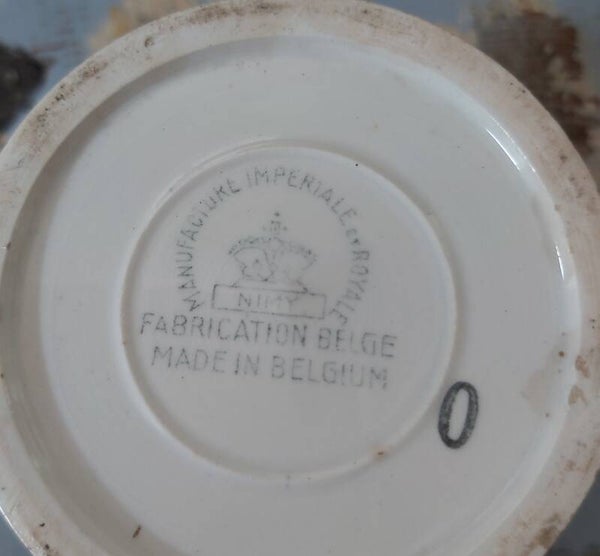 MANUFACTURE IMPERIALE ET ROYALE
NIMY
FABRICATION BELGE
MADE IN BELGIUM
0